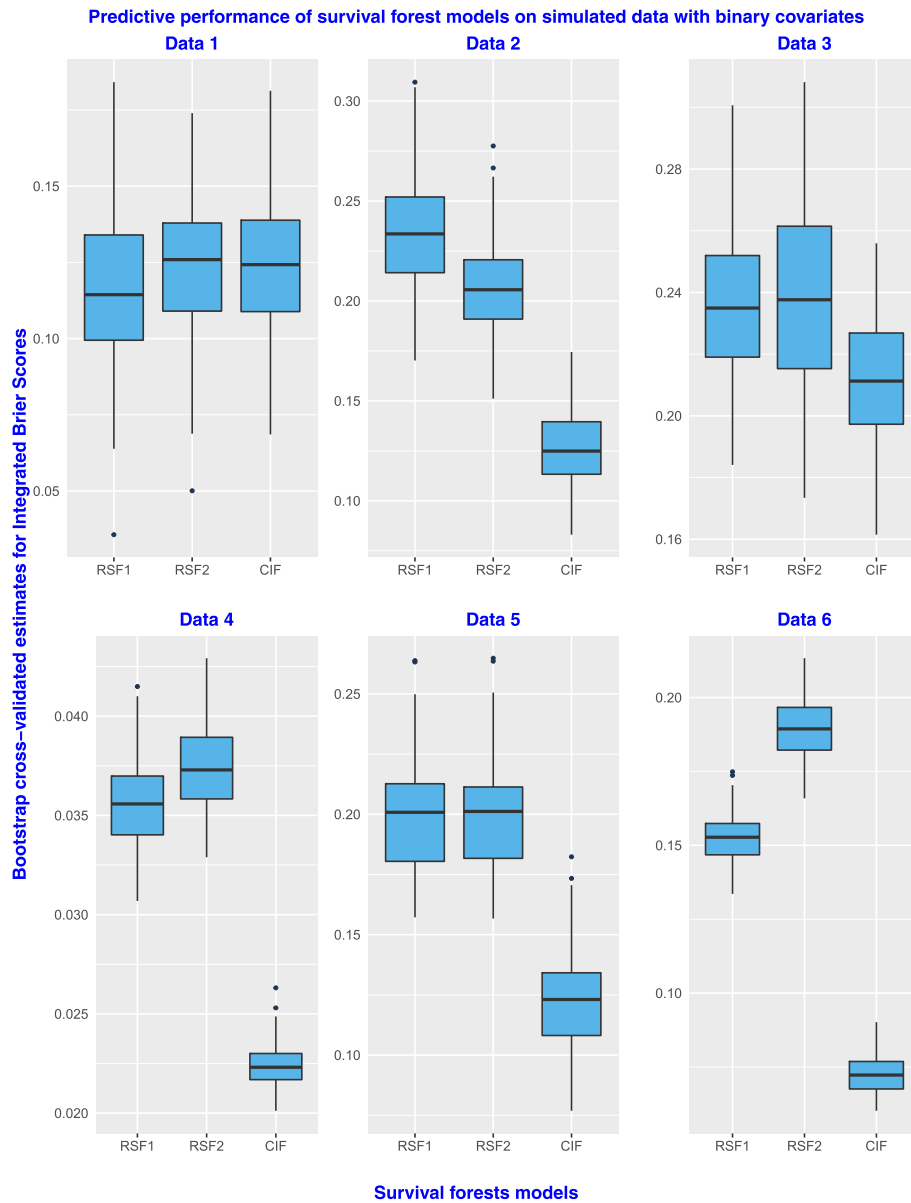 Predictive performance of survival forest models on simulated data with binary covariates
Data 1
Data 2
Data 3
0.15
0.10
0.05
RSF1 RSF2 CIF
0.30
0.25
0.20
0.15
0.10
RSF1 RSF2 CIF
0.28
0.24
0.20
0.16
RSF1 RSF2 CIF
Bootstrap cross−validated estimates for Integrated Brier Scores
Data 4
Data 5
Data 6
0.040
0.035
0.030
0.025
0.020
RSF1 RSF2 CIF
0.25
0.20
0.15
0.10
RSF1 RSF2 CIF
0.20
0.15
0.10
RSF1 RSF2 CIF
Survival forests models